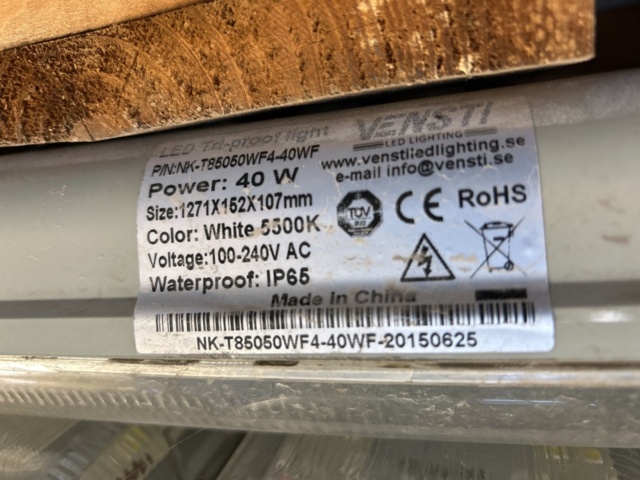 LED Tri-proof light
P/N:NK-T85050WF4-40WF
Power: 40 W
Size:1271X152X107mm
Color: White 5500K
Voltage:100-240V AC
Waterproof: IP65
VENSTI
LED LIGHTING
www.venstiledlighting.se
e-mail info@vensti.se
TÜV
CE RoHS
Made in China
NK-T85050WF4-40WF-20150625